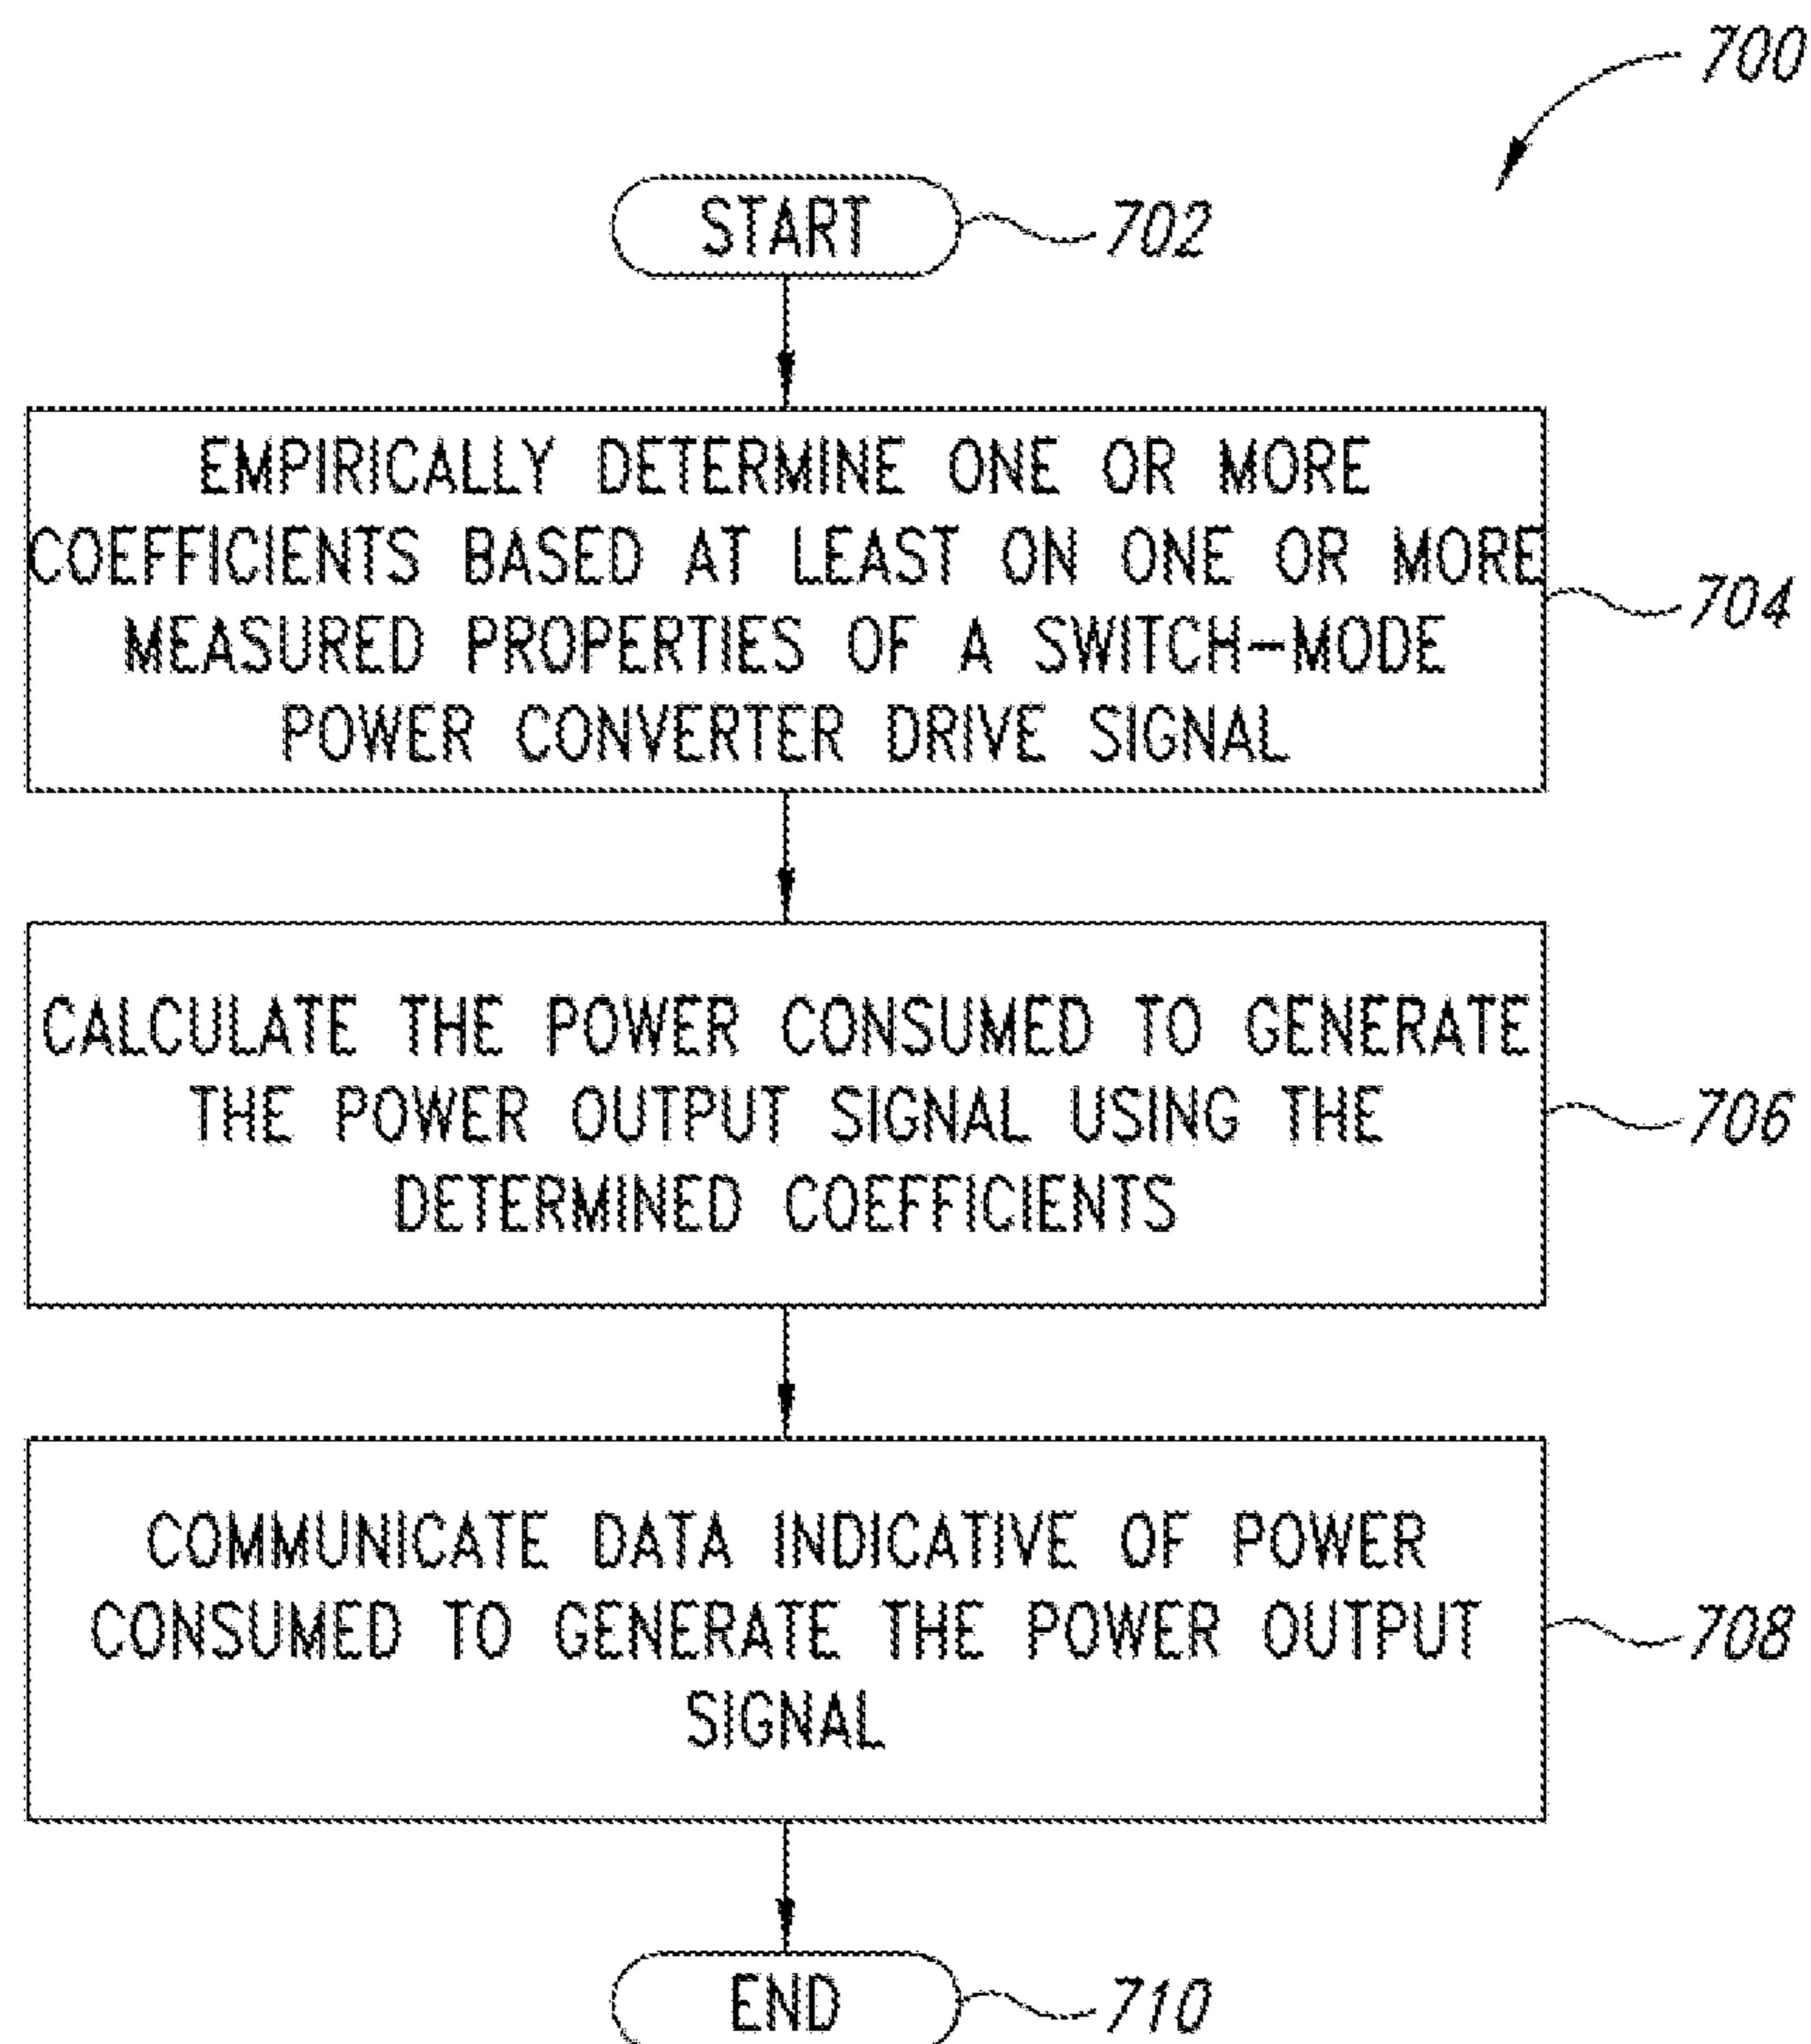 700
START 702
EMPIRICALLY DETERMINE ONE OR MORE
COEFFICIENTS BASED AT LEAST ON ONE OR MORE
MEASURED PROPERTIES OF A SWITCH-MODE
POWER CONVERTER DRIVE SIGNAL
704
CALCULATE THE POWER CONSUMED TO GENERATE
THE POWER OUTPUT SIGNAL USING THE
DETERMINED COEFFICIENTS
706
COMMUNICATE DATA INDICATIVE OF POWER
CONSUMED TO GENERATE THE POWER OUTPUT
SIGNAL
708
END 710